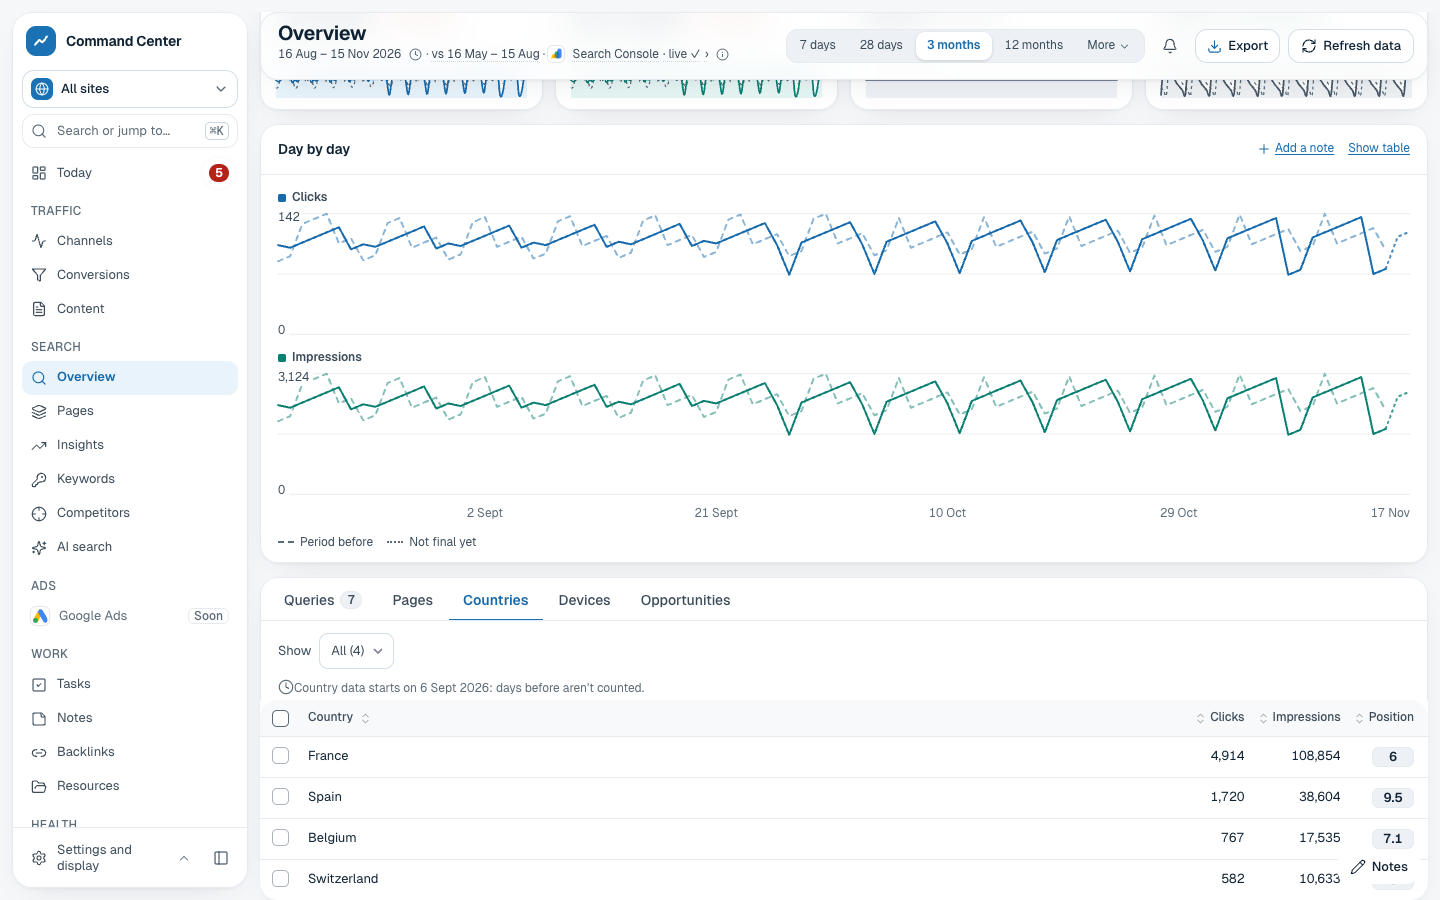 Command Center
All sites
Search or jump to...
⌘K
Today
5
TRAFFIC
Channels
Conversions
Content
SEARCH
Overview
Pages
Insights
Keywords
Competitors
AI search
ADS
Google Ads
Soon
WORK
Tasks
Notes
Backlinks
Resources
HEALTH
Settings and
display
Overview
16 Aug – 15 Nov 2026 · vs 16 May – 15 Aug · Search Console · live ✓ ›
7 days
28 days
3 months
12 months
More
Export
Refresh data
Day by day
Add a note
Show table
Clicks
142
0
Impressions
3,124
0
2 Sept
21 Sept
10 Oct
29 Oct
17 Nov
Period before
Not final yet
Queries 7
Pages
Countries
Devices
Opportunities
Show
All (4)
Country data starts on 6 Sept 2026: days before aren't counted.
Country Clicks Impressions Position
France 4,914 108,854 6
Spain 1,720 38,604 9.5
Belgium 767 17,535 7.1
Switzerland 582 10,633
Notes